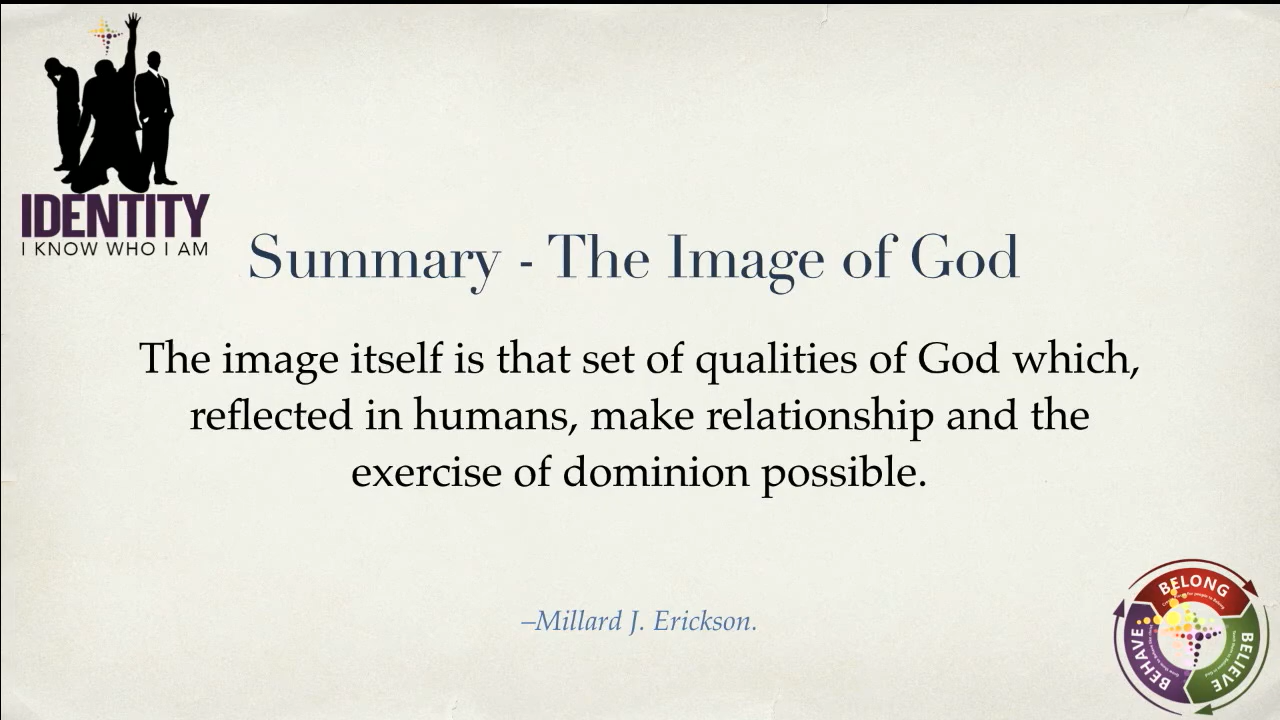 IDENTITY
I KNOW WHO I AM
Summary - The Image of God
The image itself is that set of qualities of God which,
reflected in humans, make relationship and the
exercise of dominion possible.
–Millard J. Erickson.
BELONG
BELIEVE
BEHAVE